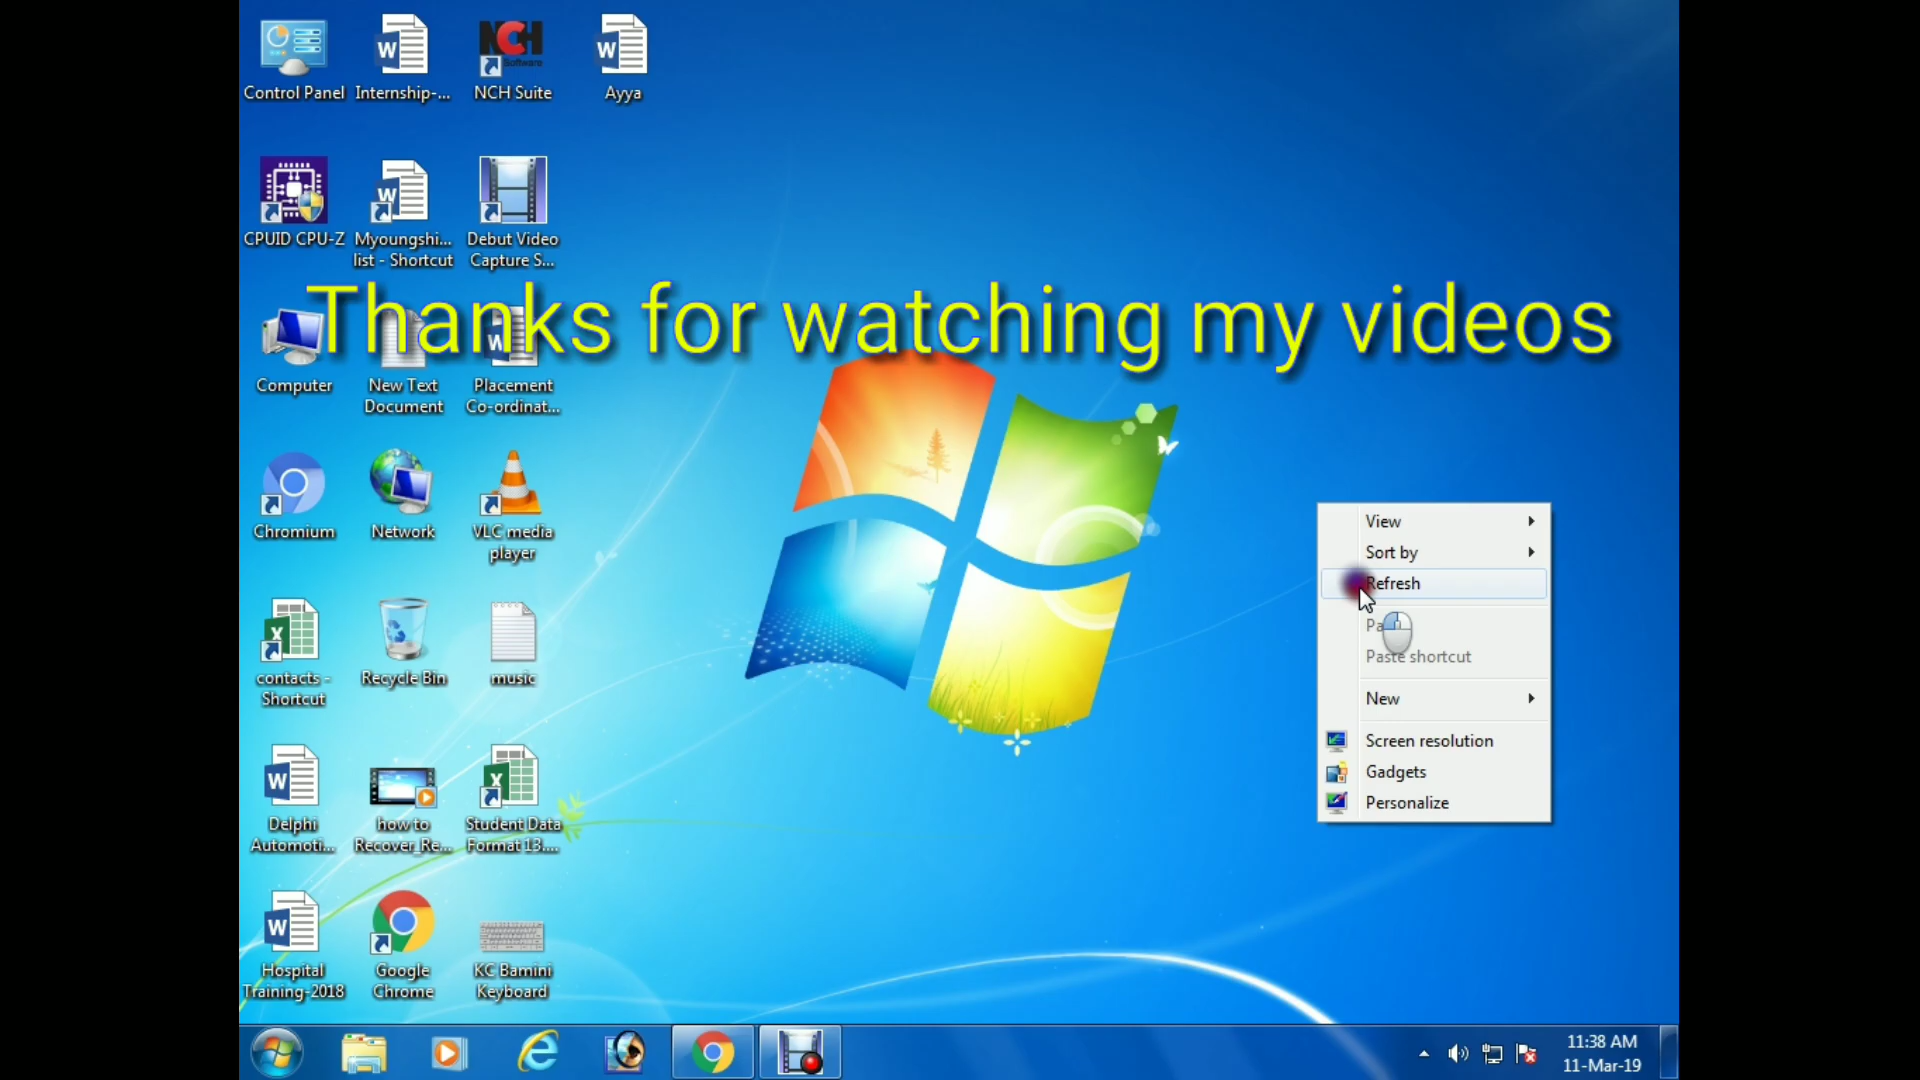 Control Panel
Internship-...
NCH
Software
NCH Suite
Ayya
CPUID CPU-Z
Myoungshi...
list - Shortcut
Debut Video
Capture S...
Thanks for watching my videos
Computer
New Text
Document
Placement
Co-ordinat...
Chromium
Network
VLC media
player
contacts -
Shortcut
Recycle Bin
music
Delphi
Automoti...
how to
Recover_Re...
Student Data
Format 13....
Hospital
Training-2018
Google
Chrome
KC Bamini
Keyboard
View
Sort by
Refresh
Paste shortcut
New
Screen resolution
Gadgets
Personalize
11:38 AM
11-Mar-19